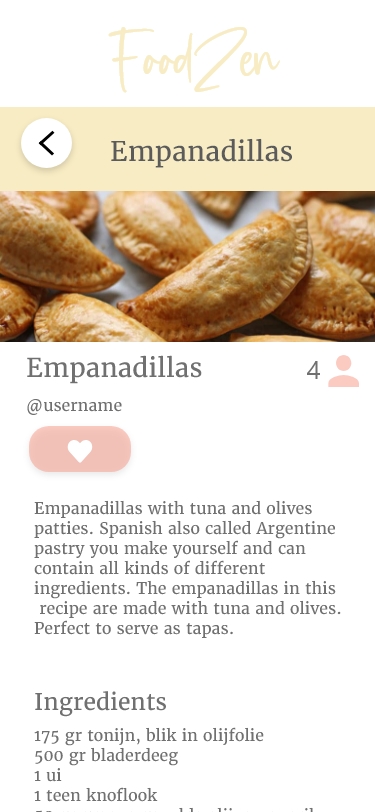 FoodZen
Empanadillas
Empanadillas
4
@username
Empanadillas with tuna and olives
patties. Spanish also called Argentine
pastry you make yourself and can
contain all kinds of different
ingredients. The empanadillas in this
recipe are made with tuna and olives.
Perfect to serve as tapas.
Ingredients
175 gr tonijn, blik in olijfolie
500 gr bladerdeeg
1 ui
1 teen knoflook